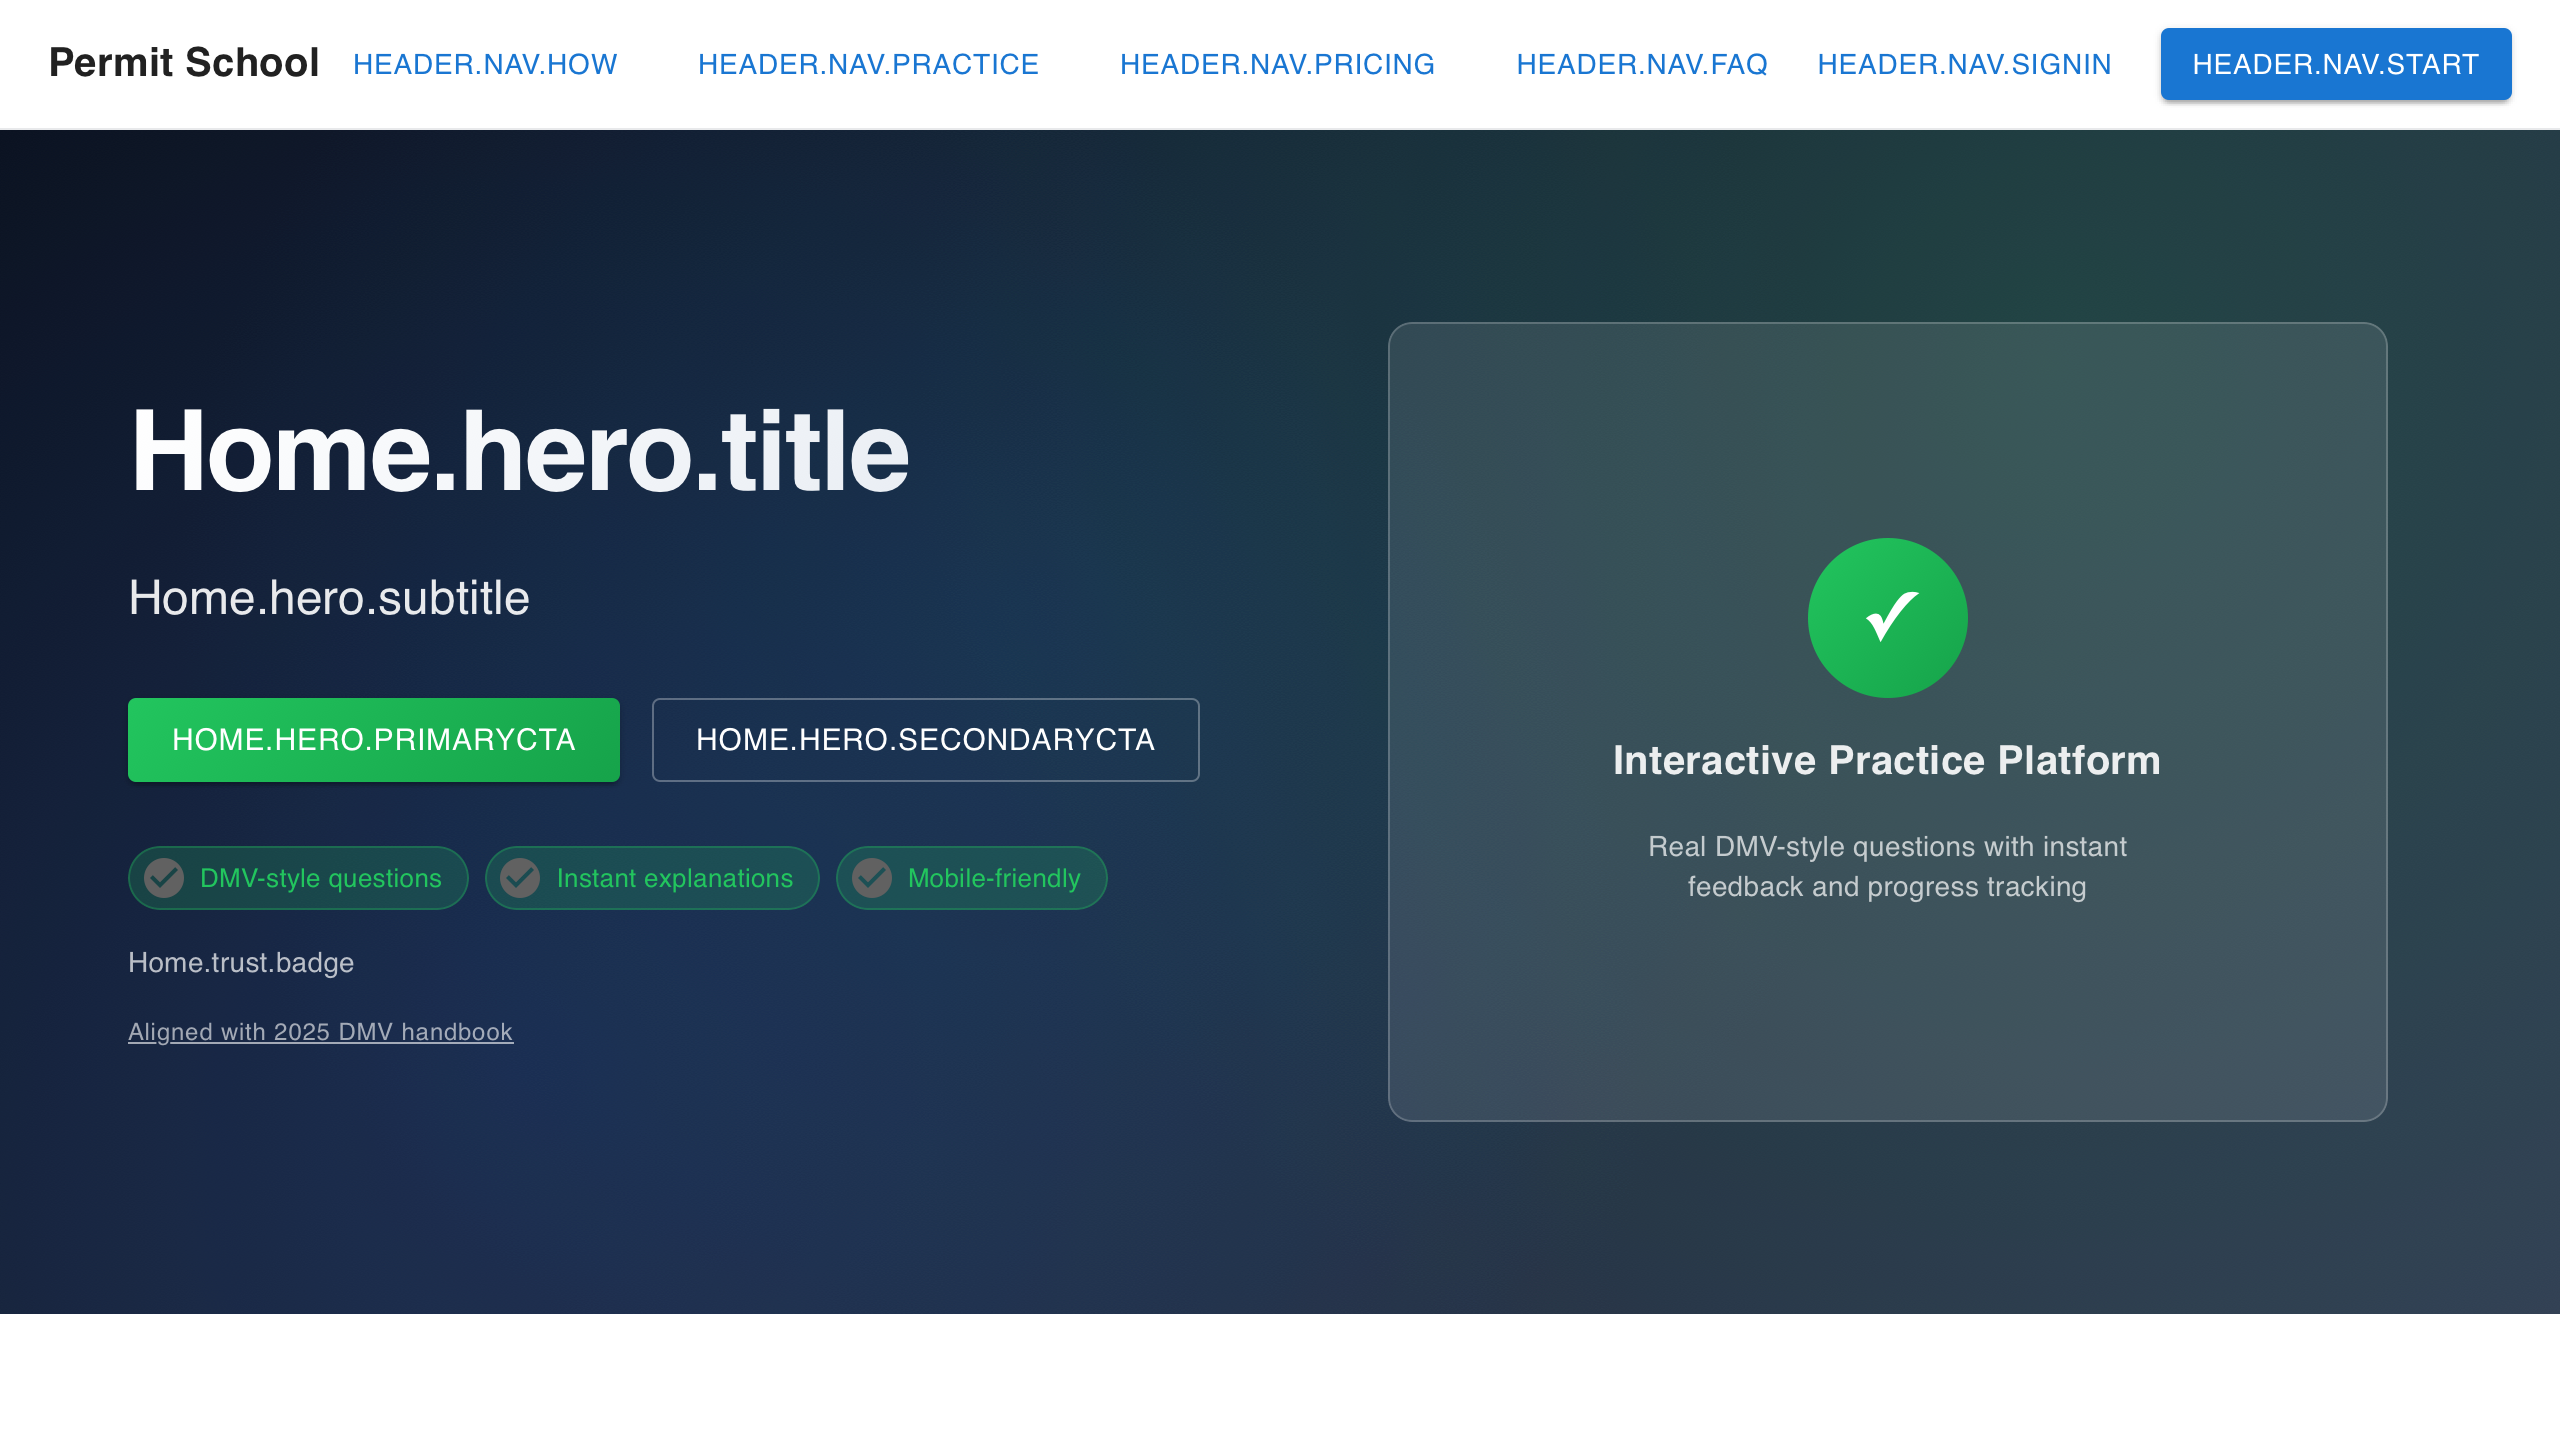 Permit School
HEADER.NAV.HOW
HEADER.NAV.PRACTICE
HEADER.NAV.PRICING
HEADER.NAV.FAQ
HEADER.NAV.SIGNIN
HEADER.NAV.START
Home.hero.title
Home.hero.subtitle
HOME.HERO.PRIMARYCTA
HOME.HERO.SECONDARYCTA
DMV-style questions
Instant explanations
Mobile-friendly
Home.trust.badge
Aligned with 2025 DMV handbook
Interactive Practice Platform
Real DMV-style questions with instant
feedback and progress tracking